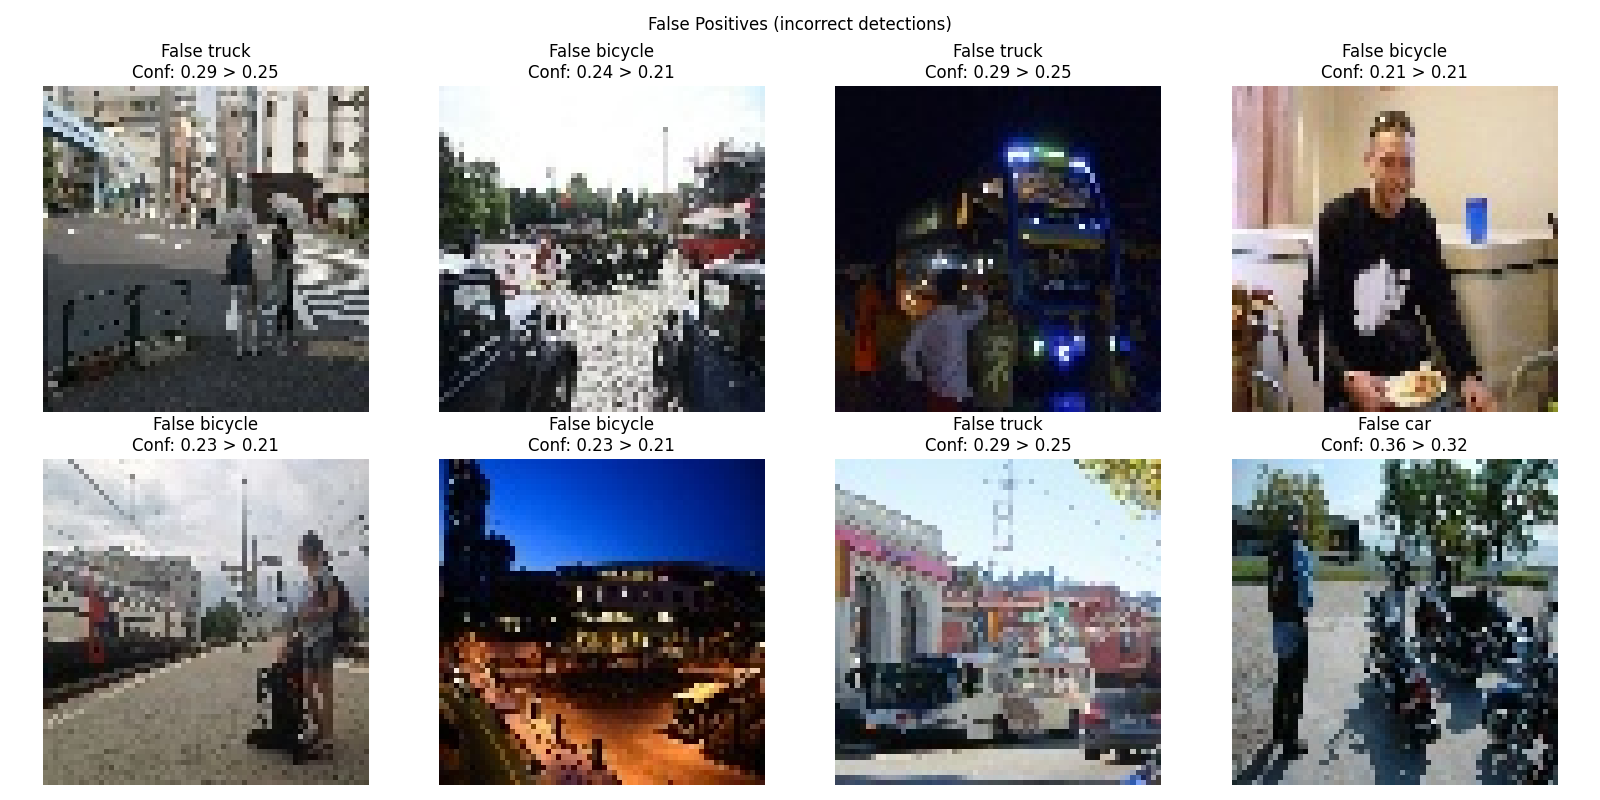 False Positives (incorrect detections)
False truck
Conf: 0.29 > 0.25
False bicycle
Conf: 0.24 > 0.21
False truck
Conf: 0.29 > 0.25
False bicycle
Conf: 0.21 > 0.21
False bicycle
Conf: 0.23 > 0.21
False bicycle
Conf: 0.23 > 0.21
False truck
Conf: 0.29 > 0.25
False car
Conf: 0.36 > 0.32